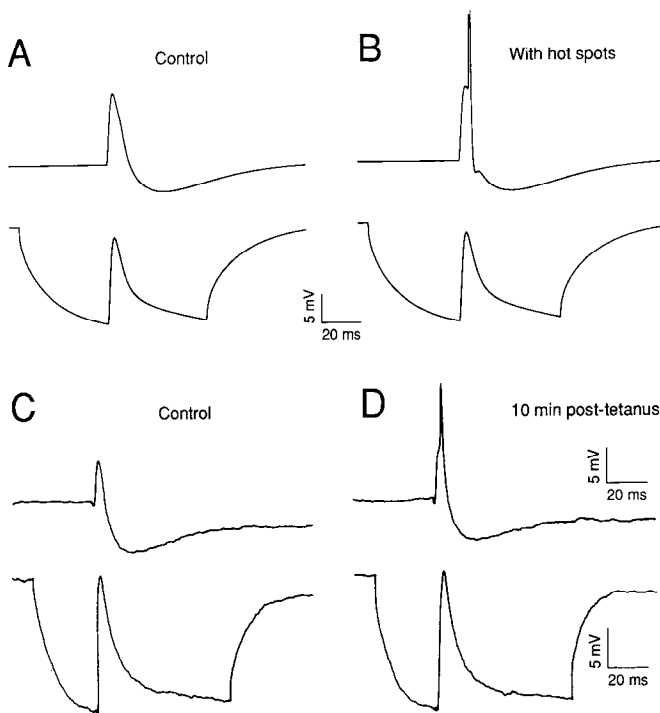 A
Control
B
With hot spots
5 mV
20 ms
C
Control
D
10 min post-tetanus
5 mV
20 ms
5 mV
20 ms